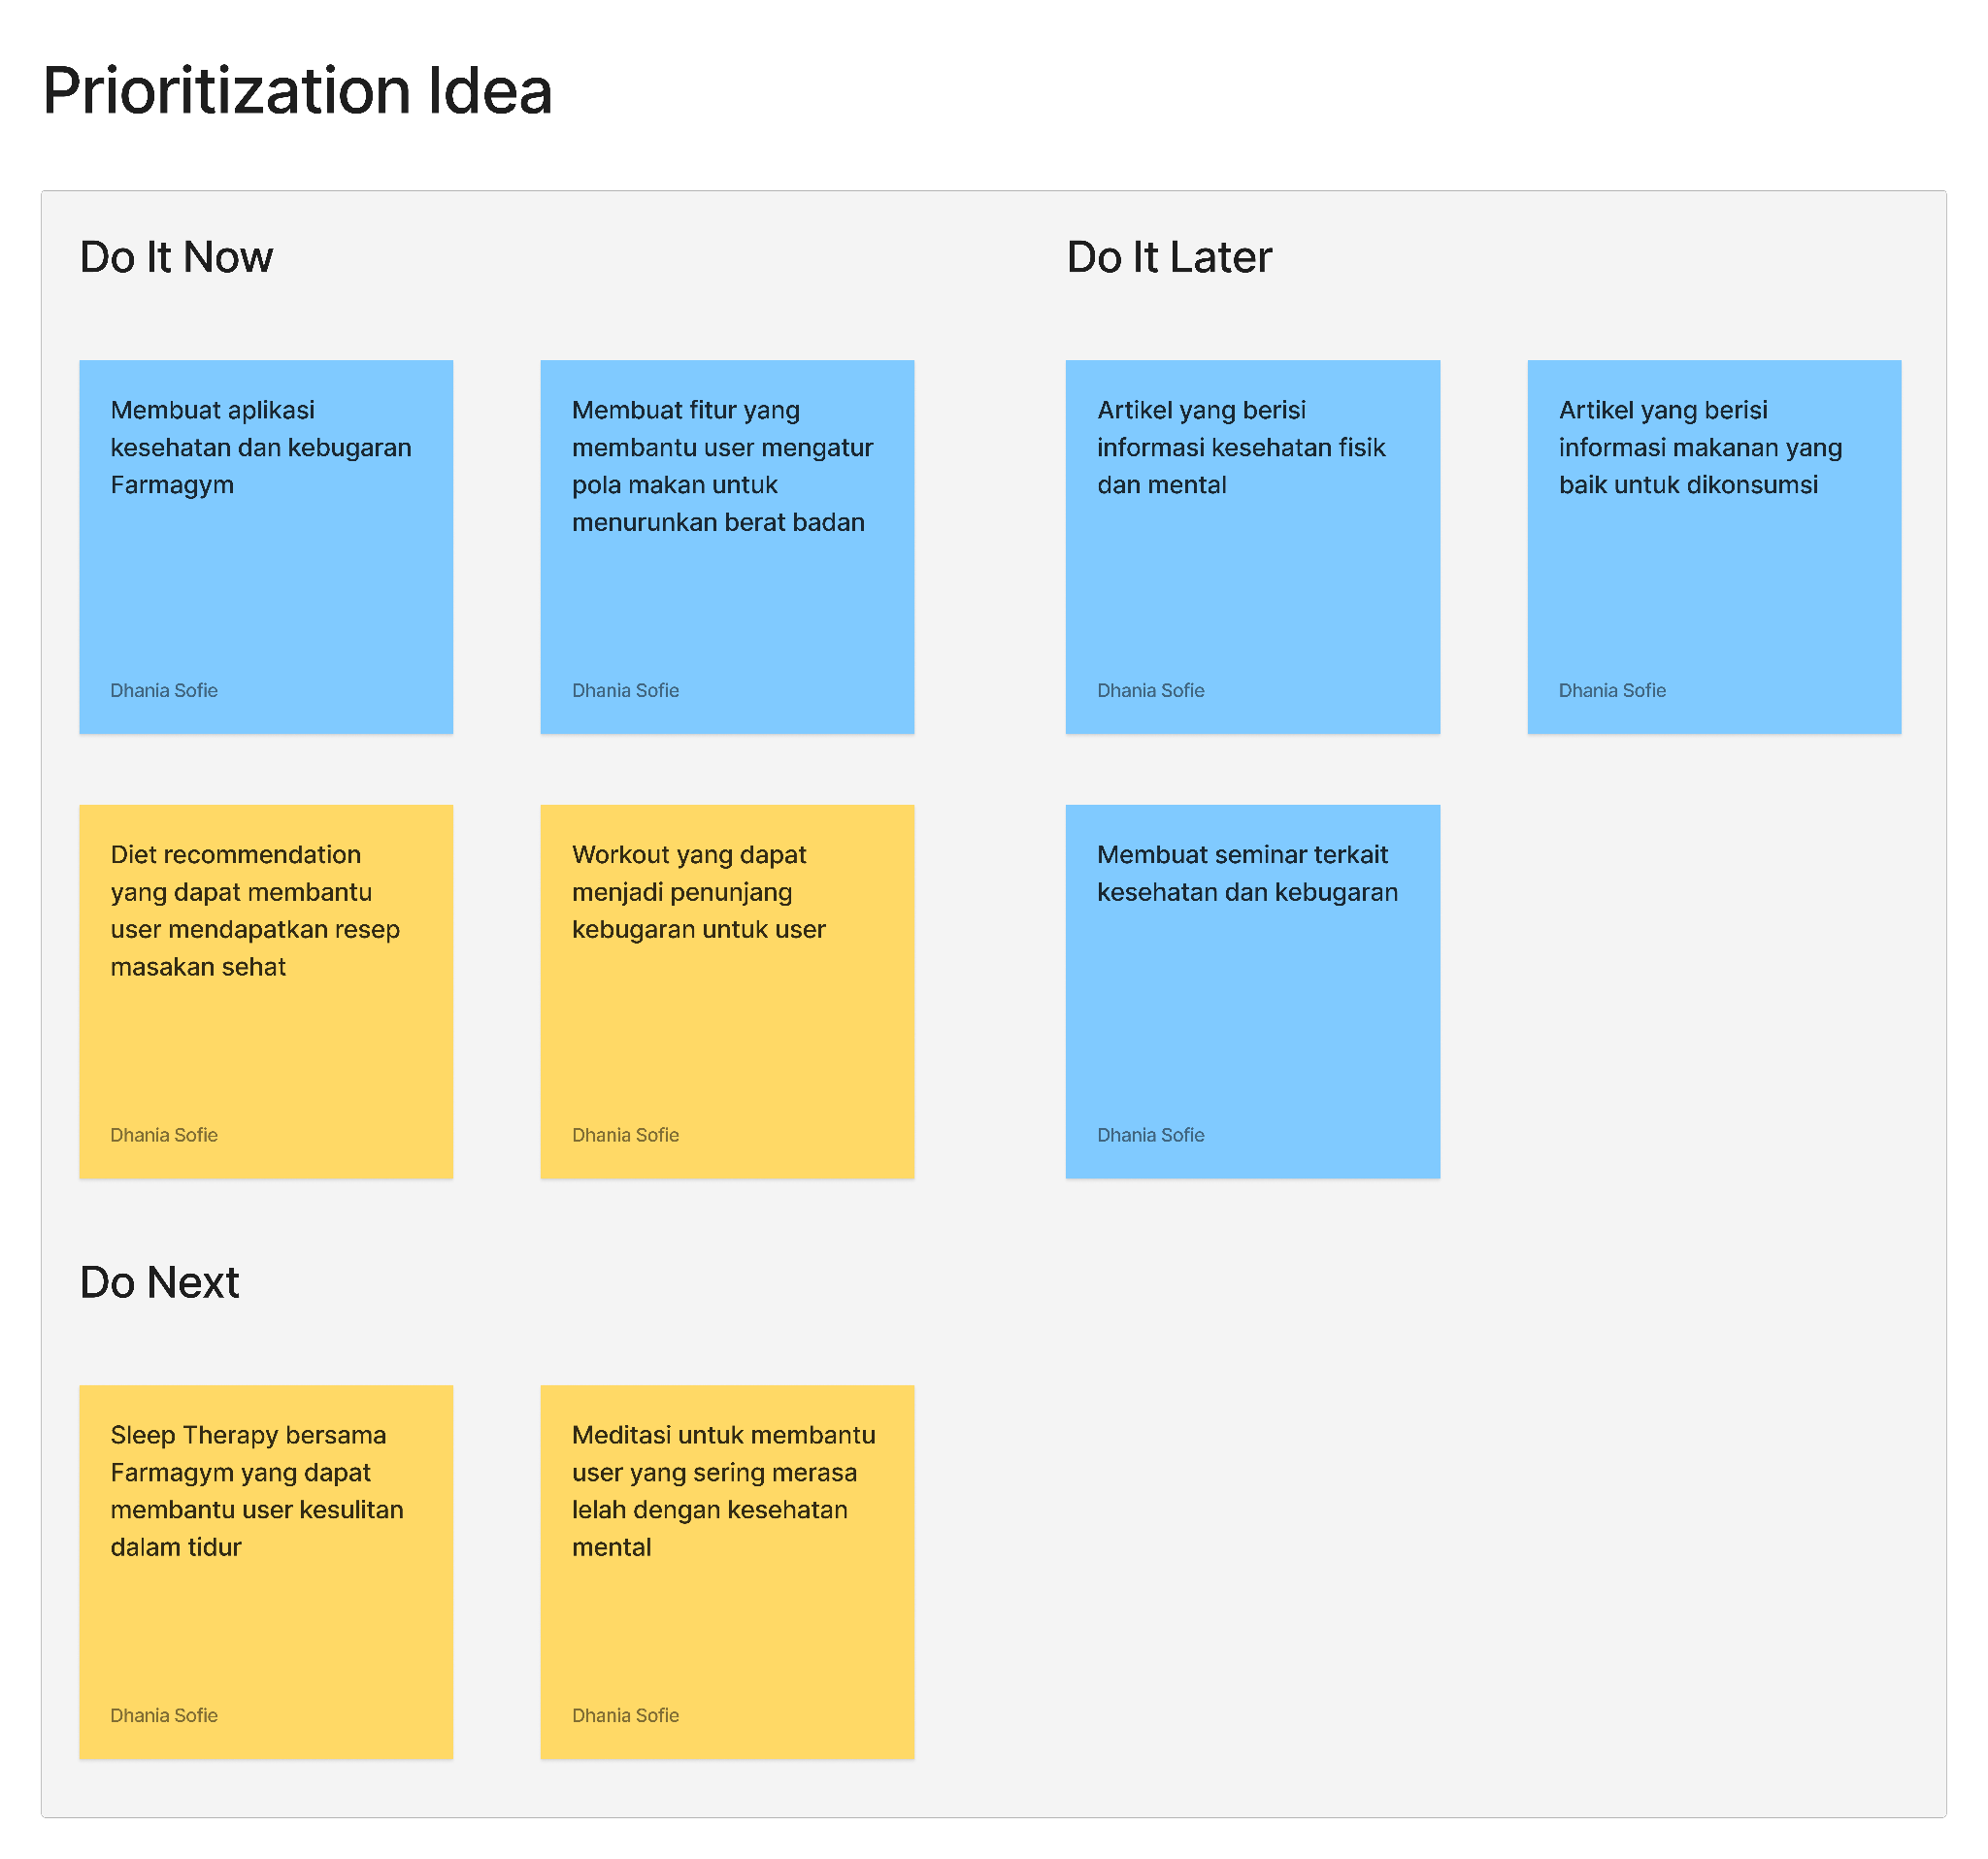 Prioritization Idea
Do It Now
Membuat aplikasi
kesehatan dan kebugaran
Farmagym
Dhania Sofie
Membuat fitur yang
membantu user mengatur
pola makan untuk
menurunkan berat badan
Dhania Sofie
Diet recommendation
yang dapat membantu
user mendapatkan resep
masakan sehat
Dhania Sofie
Workout yang dapat
menjadi penunjang
kebugaran untuk user
Dhania Sofie
Do It Later
Artikel yang berisi
informasi kesehatan fisik
dan mental
Dhania Sofie
Artikel yang berisi
informasi makanan yang
baik untuk dikonsumsi
Dhania Sofie
Membuat seminar terkait
kesehatan dan kebugaran
Dhania Sofie
Do Next
Sleep Therapy bersama
Farmagym yang dapat
membantu user kesulitan
dalam tidur
Dhania Sofie
Meditasi untuk membantu
user yang sering merasa
lelah dengan kesehatan
mental
Dhania Sofie